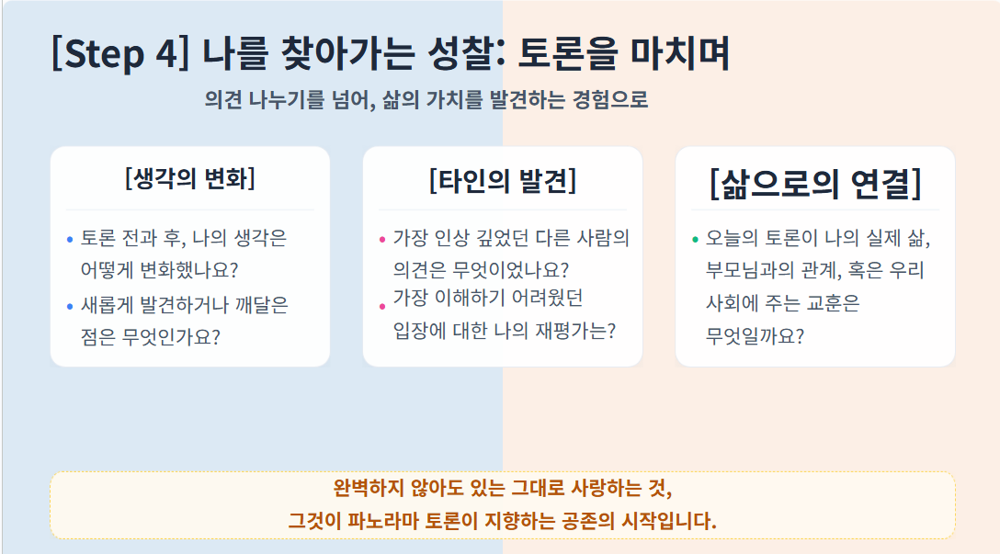 [Step 4] 나를 찾아가는 성찰: 토론을 마치며
의견 나누기를 넘어, 삶의 가치를 발견하는 경험으로
[생각의 변화]
• 토론 전과 후, 나의 생각은
어떻게 변화했나요?
• 새롭게 발견하거나 깨달은
점은 무엇인가요?
[타인의 발견]
• 가장 인상 깊었던 다른 사람의
의견은 무엇이었나요?
• 가장 이해하기 어려웠던
입장에 대한 나의 재평가는?
[삶으로의 연결]
• 오늘의 토론이 나의 실제 삶,
부모님과의 관계, 혹은 우리
사회에 주는 교훈은
무엇일까요?
완벽하지 않아도 있는 그대로 사랑하는 것,
그것이 파노라마 토론이 지향하는 공존의 시작입니다.